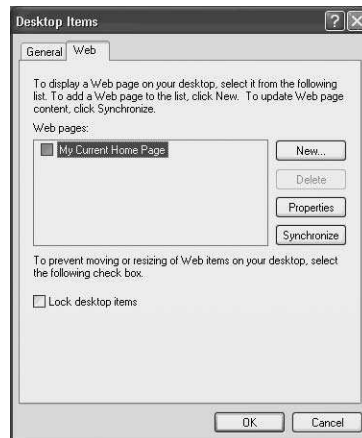 Desktop Items
General
Web
To display a Web page on your desktop, select it from the following
list. To add a Web page to the list, click New. To update Web page
content, click Synchronize.
Web pages:
My Current Home Page
New...
Delete
Properties
Synchronize
To prevent moving or resizing of Web items on your desktop, select
the following check box.
Lock desktop items
OK
Cancel